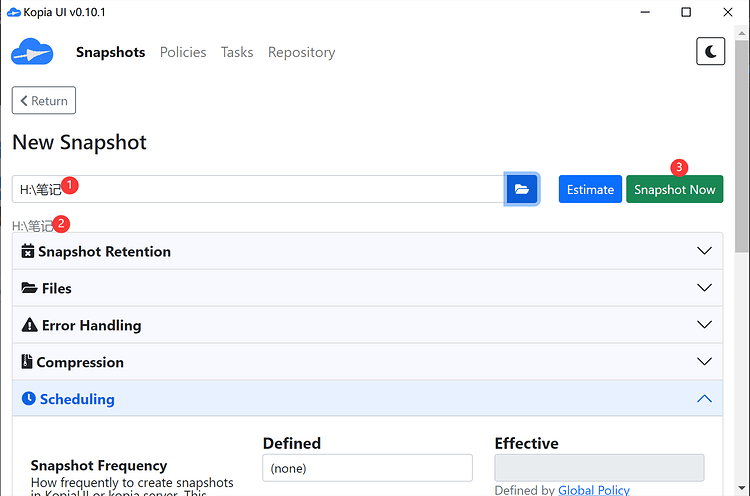 Kopia UI v0.10.1
Snapshots Policies Tasks Repository
Return
New Snapshot
3
H:\笔记 1 Estimate Snapshot Now
H:\笔记 2
Snapshot Retention
Files
Error Handling
Compression
Scheduling
Defined Effective
Snapshot Frequency (none)
How frequently to create snapshots
in KopiaUI or kopia server. This
Defined by Global Policy